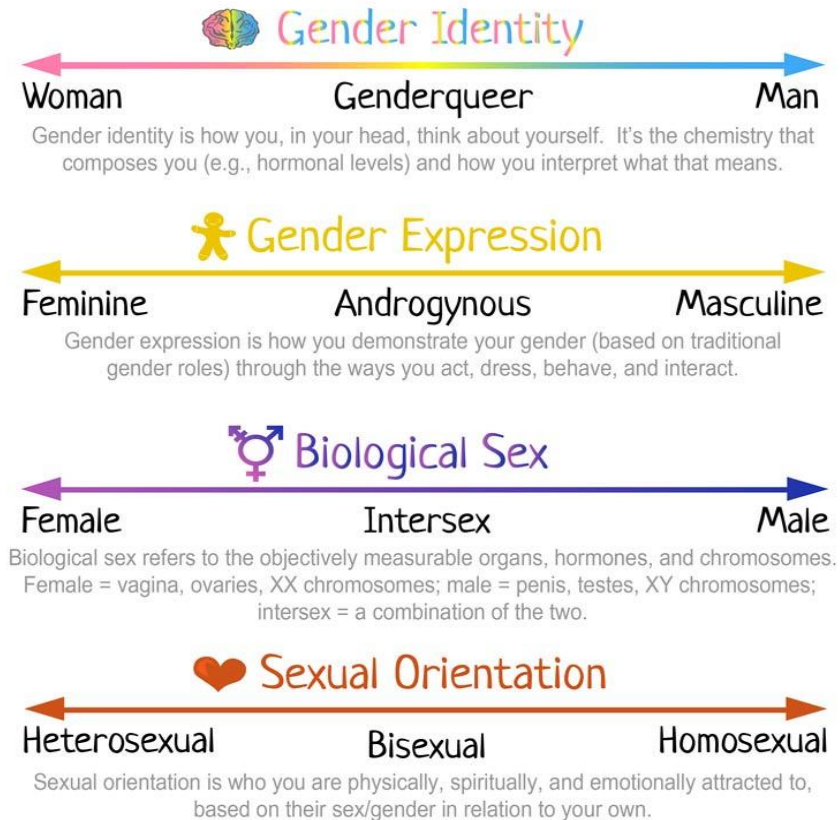 Gender Identity
Woman Genderqueer Man
Gender identity is how you, in your head, think about yourself. It's the chemistry that
composes you (e.g., hormonal levels) and how you interpret what that means.
Gender Expression
Feminine Androgynous Masculine
Gender expression is how you demonstrate your gender (based on traditional
gender roles) through the ways you act, dress, behave, and interact.
Biological Sex
Female Intersex Male
Biological sex refers to the objectively measurable organs, hormones, and chromosomes.
Female = vagina, ovaries, XX chromosomes; male = penis, testes, XY chromosomes;
intersex = a combination of the two.
Sexual Orientation
Heterosexual Bisexual Homosexual
Sexual orientation is who you are physically, spiritually, and emotionally attracted to,
based on their sex/gender in relation to your own.